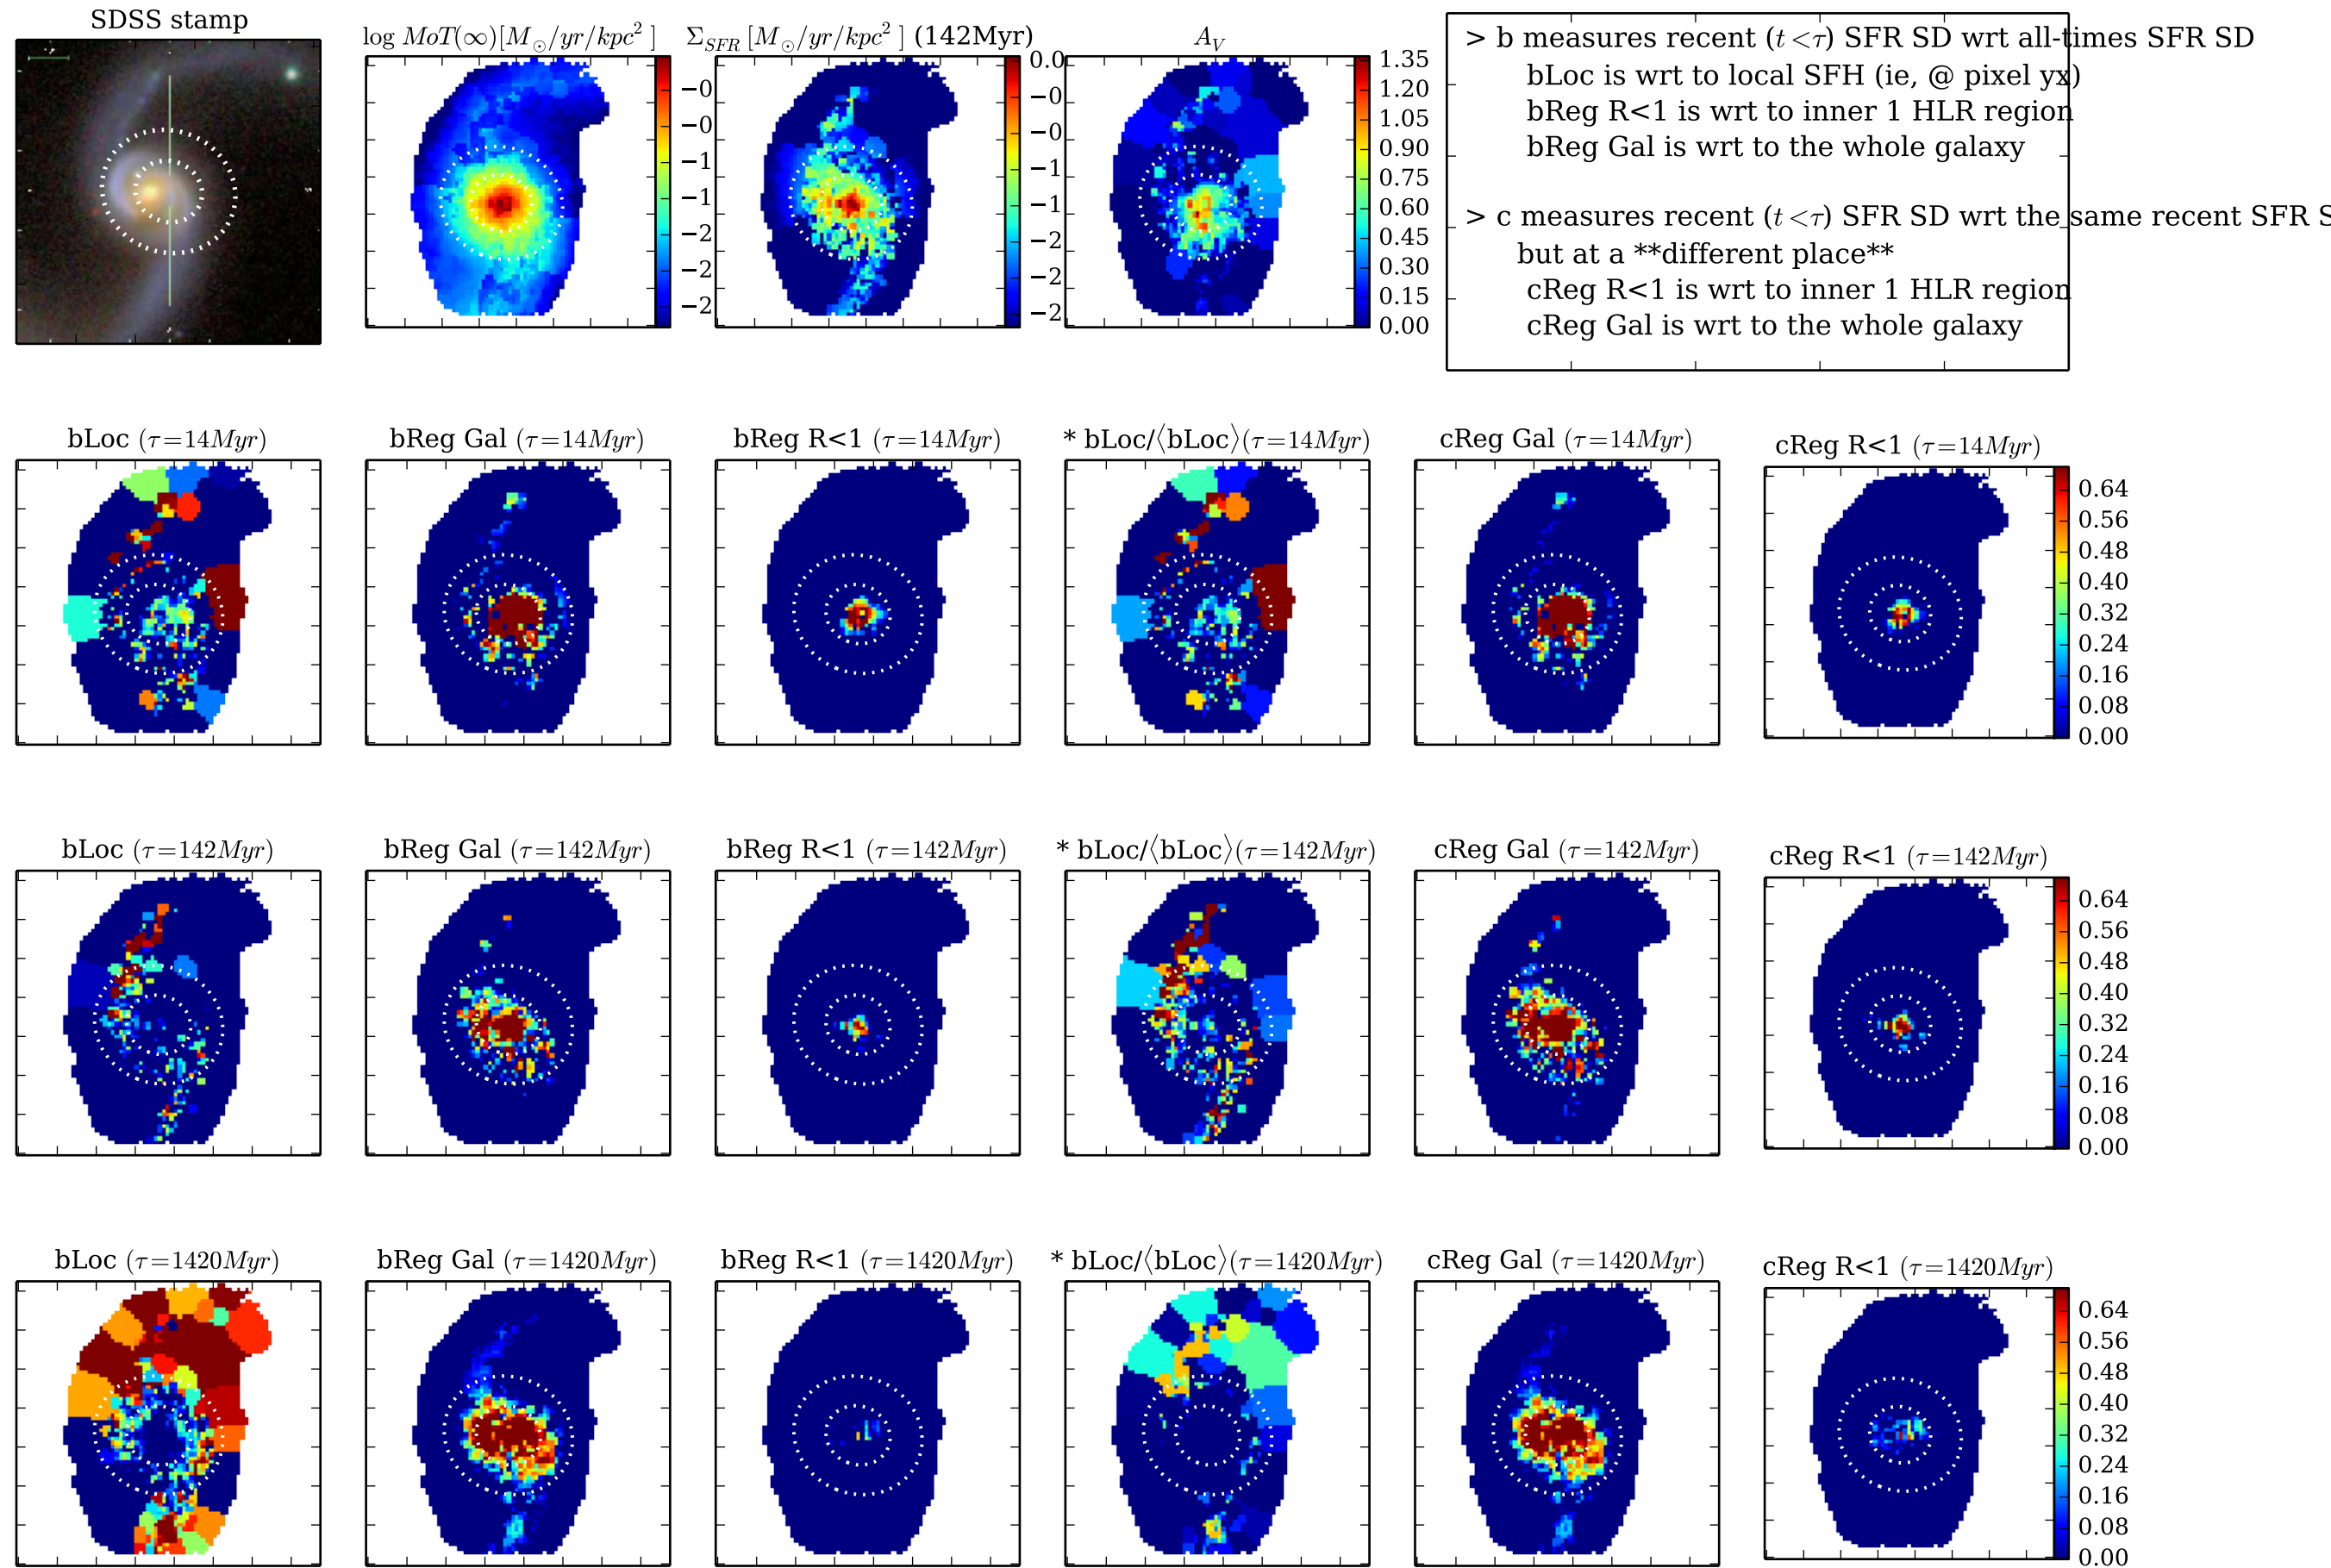 SDSS stamp
log MoT(∞)[M⊙/yr/kpc² ]
Σ_SFR [M⊙/yr/kpc² ] (142Myr)
A_V
−0
−0
−1
−1
−2
−2
−2
0.0
−0
−0
−1
−1
−2
−2
−2
1.35
1.20
1.05
0.90
0.75
0.60
0.45
0.30
0.15
0.00
> b measures recent (t<τ) SFR SD wrt all-times SFR SD
bLoc is wrt to local SFH (ie, @ pixel yx)
bReg R<1 is wrt to inner 1 HLR region
bReg Gal is wrt to the whole galaxy
> c measures recent (t<τ) SFR SD wrt the same recent SFR S
but at a **different place**
cReg R<1 is wrt to inner 1 HLR region
cReg Gal is wrt to the whole galaxy
bLoc (τ=14Myr)
bReg Gal (τ=14Myr)
bReg R<1 (τ=14Myr)
* bLoc/⟨bLoc⟩(τ=14Myr)
cReg Gal (τ=14Myr)
cReg R<1 (τ=14Myr)
0.64
0.56
0.48
0.40
0.32
0.24
0.16
0.08
0.00
bLoc (τ=142Myr)
bReg Gal (τ=142Myr)
bReg R<1 (τ=142Myr)
* bLoc/⟨bLoc⟩(τ=142Myr)
cReg Gal (τ=142Myr)
cReg R<1 (τ=142Myr)
0.64
0.56
0.48
0.40
0.32
0.24
0.16
0.08
0.00
bLoc (τ=1420Myr)
bReg Gal (τ=1420Myr)
bReg R<1 (τ=1420Myr)
* bLoc/⟨bLoc⟩(τ=1420Myr)
cReg Gal (τ=1420Myr)
cReg R<1 (τ=1420Myr)
0.64
0.56
0.48
0.40
0.32
0.24
0.16
0.08
0.00